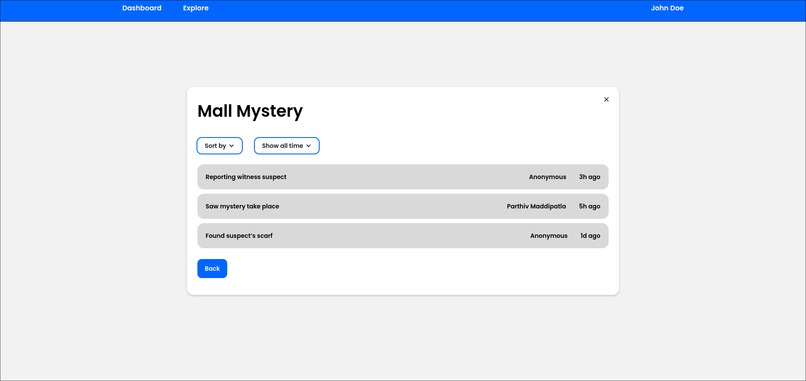 Dashboard Explore John Doe
Mall Mystery
Sort by Show all time
Reporting witness suspect Anonymous 3h ago
Saw mystery take place Parthiv Maddipatla 5h ago
Found suspect's scarf Anonymous 1d ago
Back